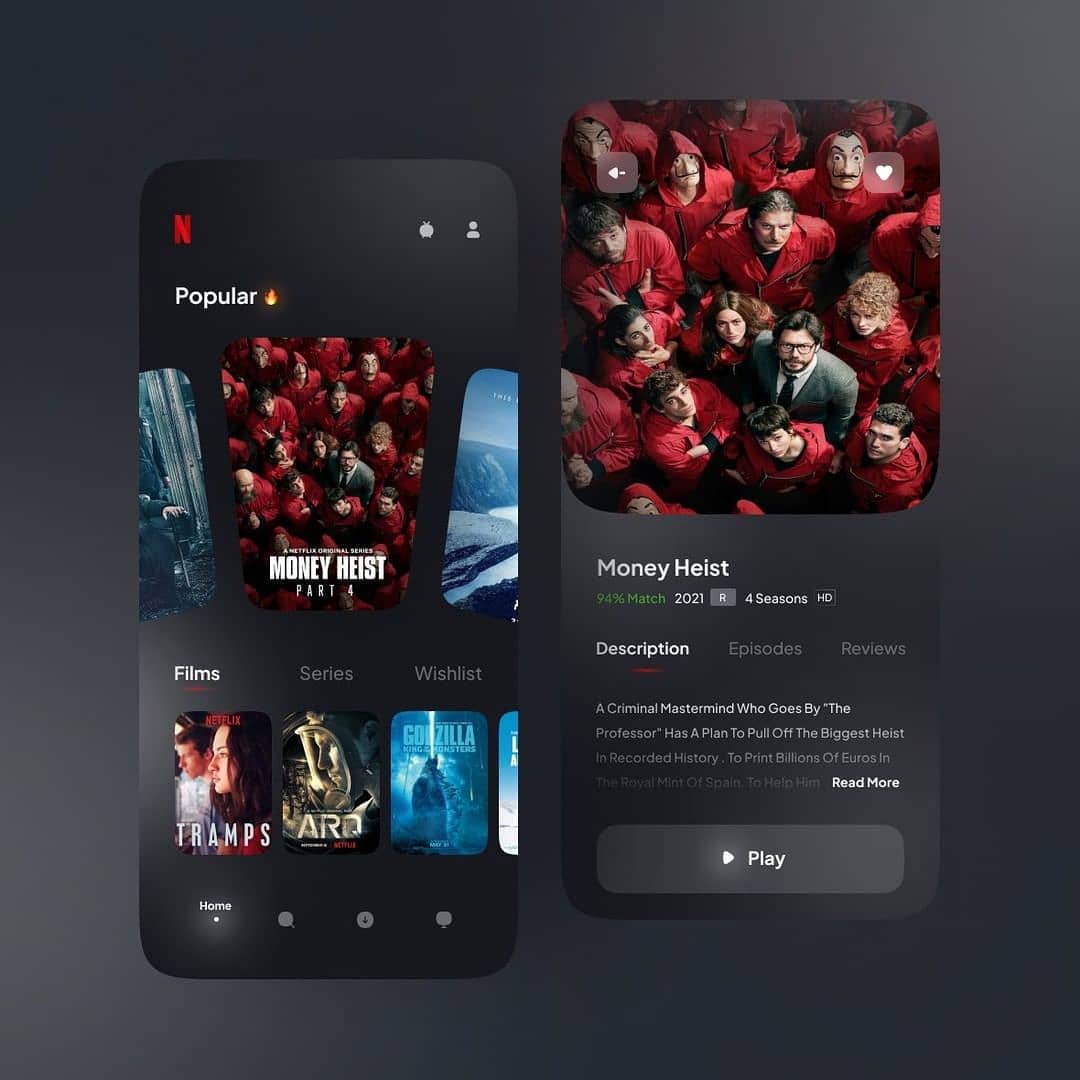 N
Popular 🔥
THIS
A NETFLIX ORIGINAL SERIES
MONEY HEIST
PART 4
Films
Series
Wishlist
NETFLIX
TRAMPS
ARQ
NETFLIX
GODZILLA
KING OF THE MONSTERS
MAY 31
L
A
Home
Money Heist
94% Match 2021 R 4 Seasons HD
Description
Episodes
Reviews
A Criminal Mastermind Who Goes By "The
Professor" Has A Plan To Pull Off The Biggest Heist
In Recorded History . To Print Billions Of Euros In
The Royal Mint Of Spain. To Help Him Read More
Play